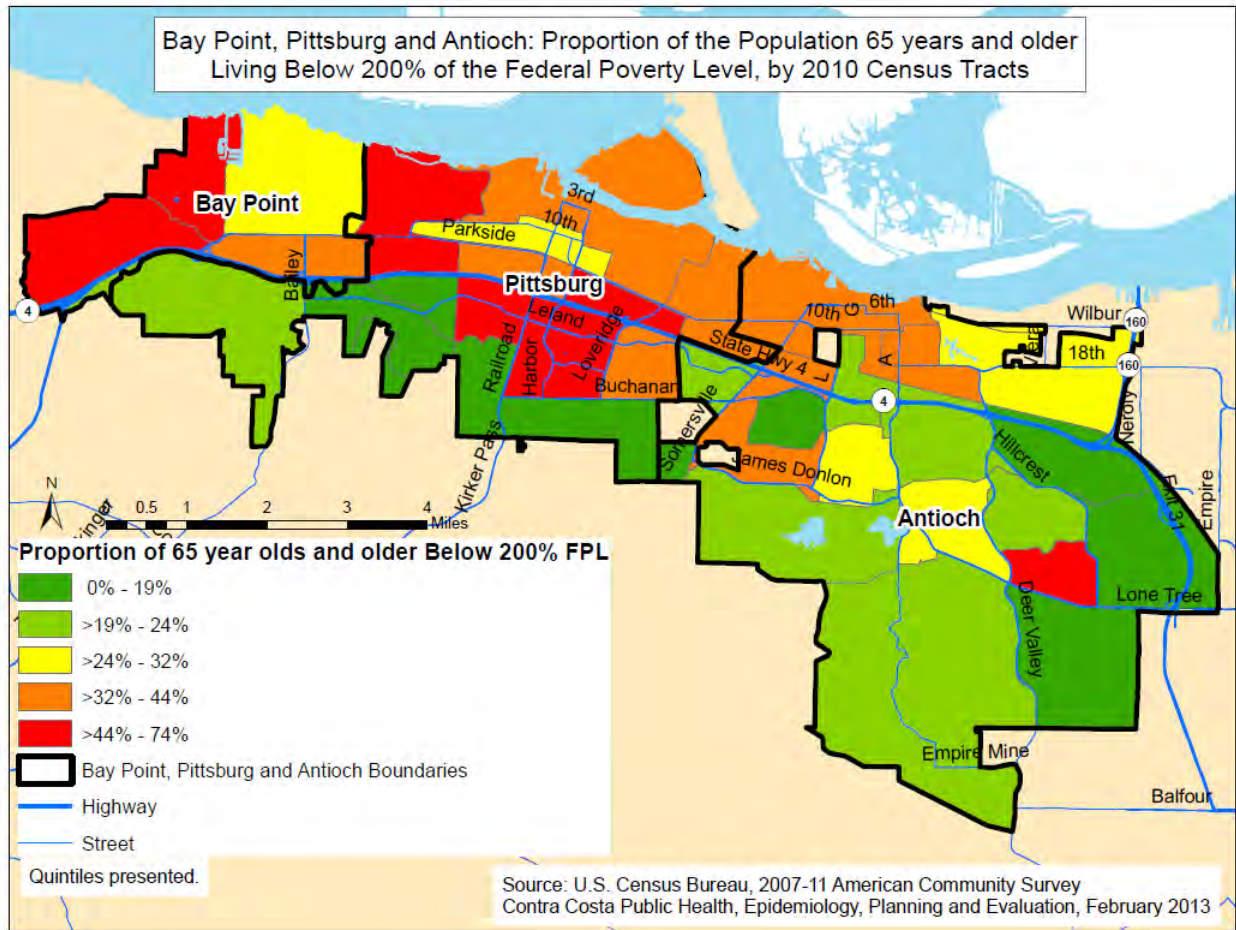 Bay Point, Pittsburg and Antioch: Proportion of the Population 65 years and older
Living Below 200% of the Federal Poverty Level, by 2010 Census Tracts
Bay Point
3rd
10th
Parkside
Bailey
Pittsburg
4
Leland
Loveridge
Railroad
Harbor
Buchanan
State Hwy 4
10th
G
6th
L
A
Wilbur
160
18th
160
4
Neroly
Somersville
Kirker Pass
James Donlon
Hillcrest
Exit 31
Empire
Antioch
N
0 0.5 1 2 3 4
Miles
Deer Valley
Lone Tree
Empire Mine
Balfour
Proportion of 65 year olds and older Below 200% FPL
0% - 19%
>19% - 24%
>24% - 32%
>32% - 44%
>44% - 74%
Bay Point, Pittsburg and Antioch Boundaries
Highway
Street
Quintiles presented.
Source: U.S. Census Bureau, 2007-11 American Community Survey
Contra Costa Public Health, Epidemiology, Planning and Evaluation, February 2013